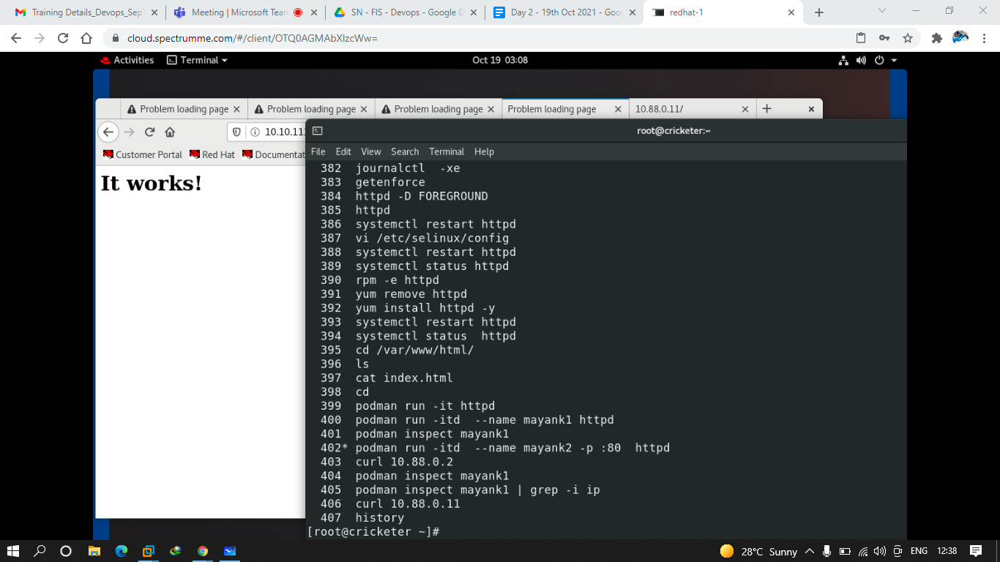 Training Details_Devops_Sep
Meeting | Microsoft Tean
SN - FIS - Devops - Google D
Day 2 - 19th Oct 2021 - Goo
redhat-1
cloud.spectrumme.com/#/client/OTQ0AGMAbXlzcWw=
Activities
Terminal
Oct 19 03:08
Problem loading page
Problem loading page
Problem loading page
Problem loading page
10.88.0.11/
10.10.11
root@cricketer:~
Customer Portal
Red Hat
Documentat
File Edit View Search Terminal Help
It works!
382 journalctl  -xe
383 getenforce
384 httpd -D FOREGROUND
385 httpd
386 systemctl restart httpd
387 vi /etc/selinux/config
388 systemctl restart httpd
389 systemctl status httpd
390 rpm -e httpd
391 yum remove httpd
392 yum install httpd -y
393 systemctl restart httpd
394 systemctl status  httpd
395 cd /var/www/html/
396 ls
397 cat index.html
398 cd
399 podman run -it httpd
400 podman run -itd  --name mayank1 httpd
401 podman inspect mayank1
402* podman run -itd  --name mayank2 -p :80  httpd
403 curl 10.88.0.2
404 podman inspect mayank1
405 podman inspect mayank1 | grep -i ip
406 curl 10.88.0.11
407 history
[root@cricketer ~]#
28°C Sunny
ENG
12:38